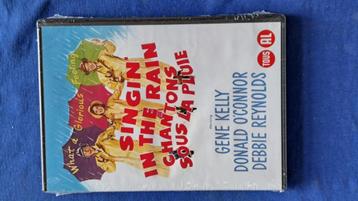 What a Glorious Feeling
SINGIN'
IN THE RAIN
CHANTONS
SOUS LA PLUIE
GENE KELLY
DONALD O'CONNOR
DEBBIE REYNOLDS
AL
TOUS